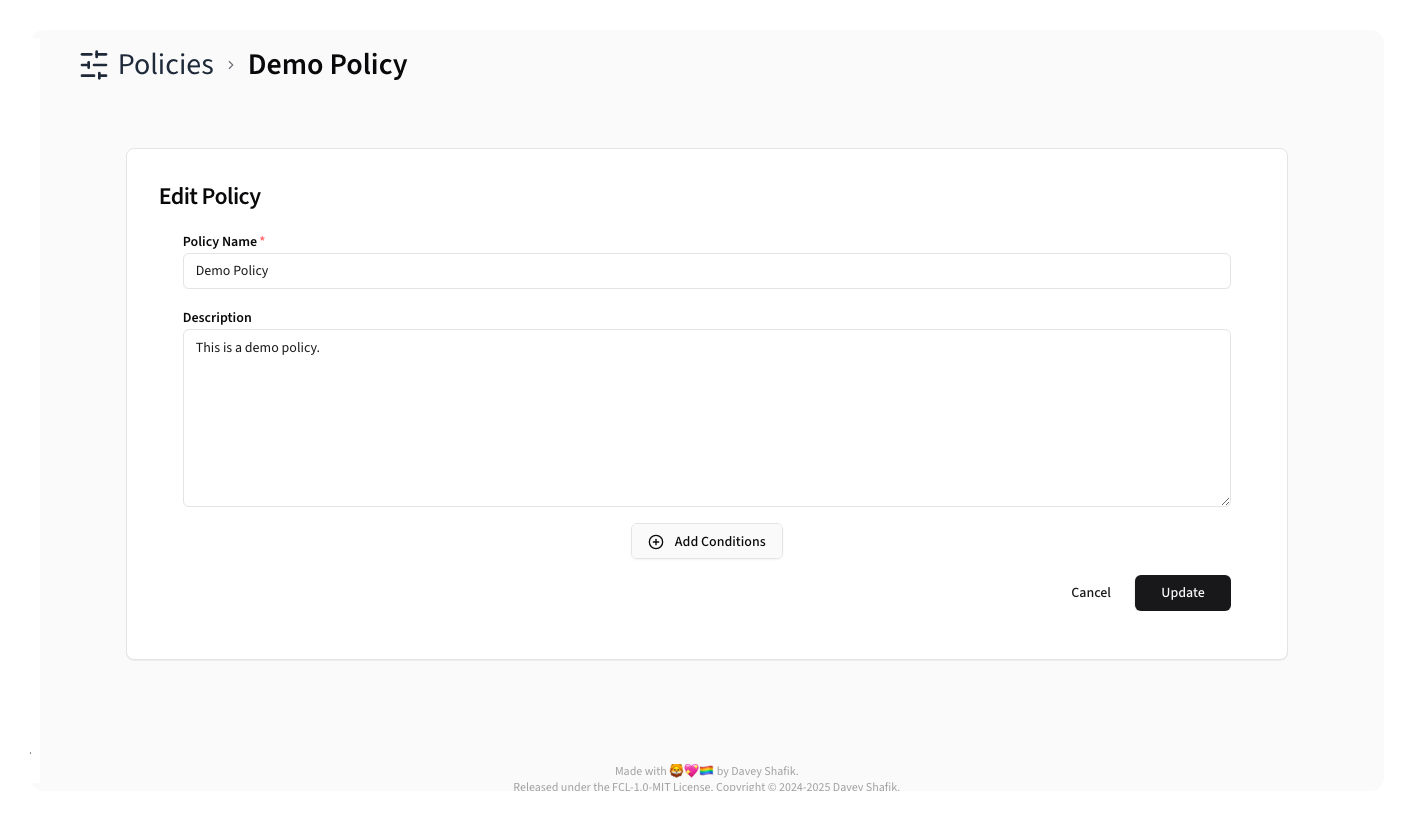 Policies › Demo Policy
Edit Policy
Policy Name *
Demo Policy
Description
This is a demo policy.
Add Conditions
Cancel Update
Made with 🦁💖🏳️‍🌈 by Davey Shafik.
Released under the FCL-1.0-MIT License. Copyright © 2024-2025 Davey Shafik.